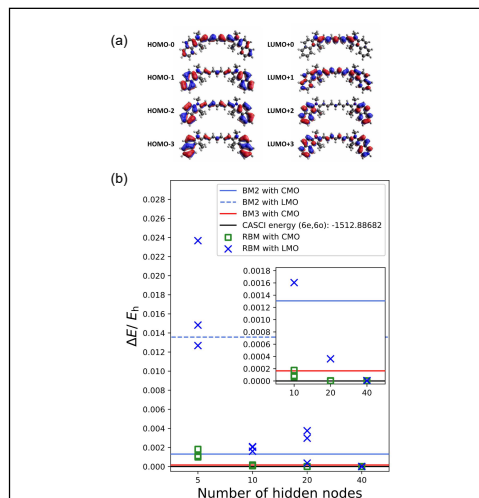 (a)
HOMO-0
LUMO+0
HOMO-1
LUMO+1
HOMO-2
LUMO+2
HOMO-3
LUMO+3
(b)
BM2 with CMO
BM2 with LMO
BM3 with CMO
CASCI energy (6e,6o): -1512.88682
RBM with CMO
RBM with LMO
0.028
0.026
0.024
0.022
0.020
0.018
0.016
0.014
0.012
0.010
0.008
0.006
0.004
0.002
0.000
ΔE/ Eh
0.0018
0.0016
0.0014
0.0012
0.0010
0.0008
0.0006
0.0004
0.0002
0.0000
10 20 40
5 10 20 40
Number of hidden nodes